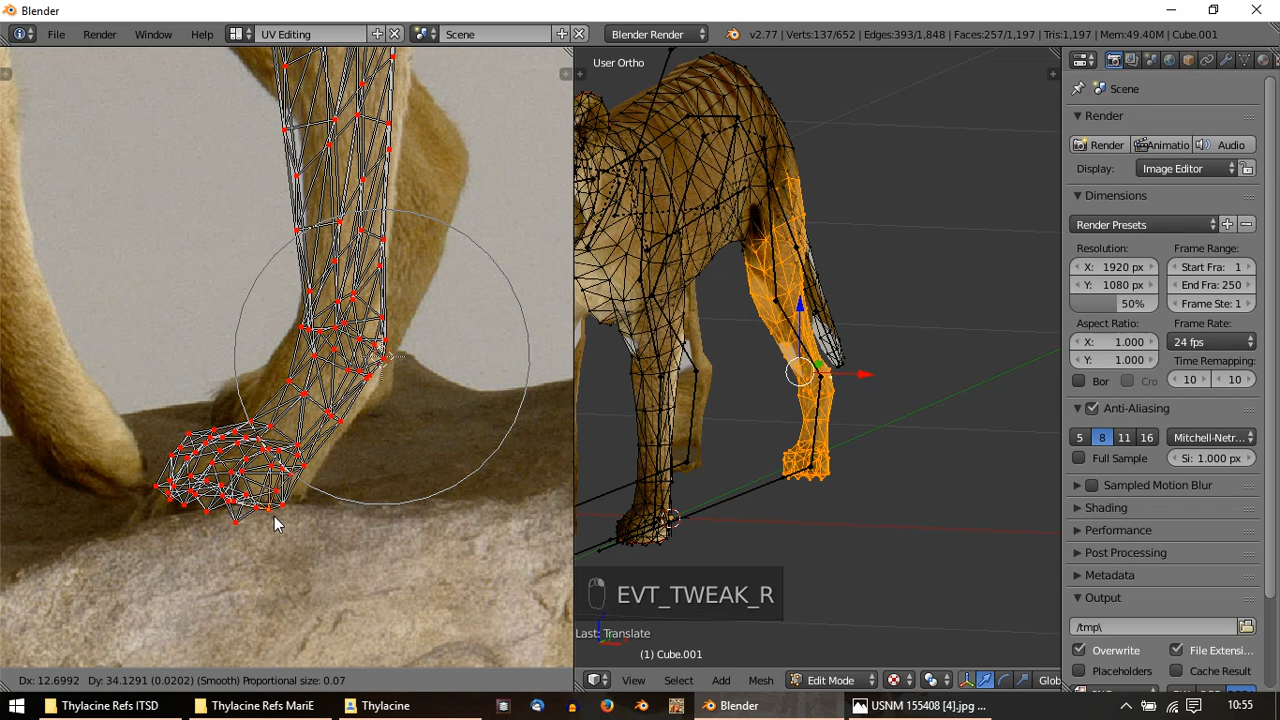 Blender
File Render Window Help UV Editing Scene Blender Render v2.77 | Verts:137/652 | Edges:393/1,848 | Faces:257/1,197 | Tris:1,197 | Mem:49.40M | Cube.001
User Ortho
Scene
Render
Render Animatio Audio
Display: Image Editor
Dimensions
Render Presets
Resolution: Frame Range:
X: 1920 px Start Fra: 1
Y: 1080 px End Fra: 250
50% Frame Ste: 1
Aspect Ratio: Frame Rate:
X: 1.000 24 fps
Y: 1.000 Time Remapping:
Bor Cro 10 10
Anti-Aliasing
5 8 11 16 Mitchell-Netr...
Full Sample Si: 1.000 px
Sampled Motion Blur
Shading
Performance
Post Processing
Metadata
Output
/tmp\
Overwrite File Extensi...
Placeholders Cache Result
EVT_TWEAK_R
Last: Translate
(1) Cube.001
Dx: 12.6992 Dy: 34.1291 (0.0202) (Smooth) Proportional size: 0.07
View Select Add Mesh Edit Mode Glob
Thylacine Refs ITSD Thylacine Refs MariE Thylacine Blender USNM 155408 [4].jpg ... 10:55